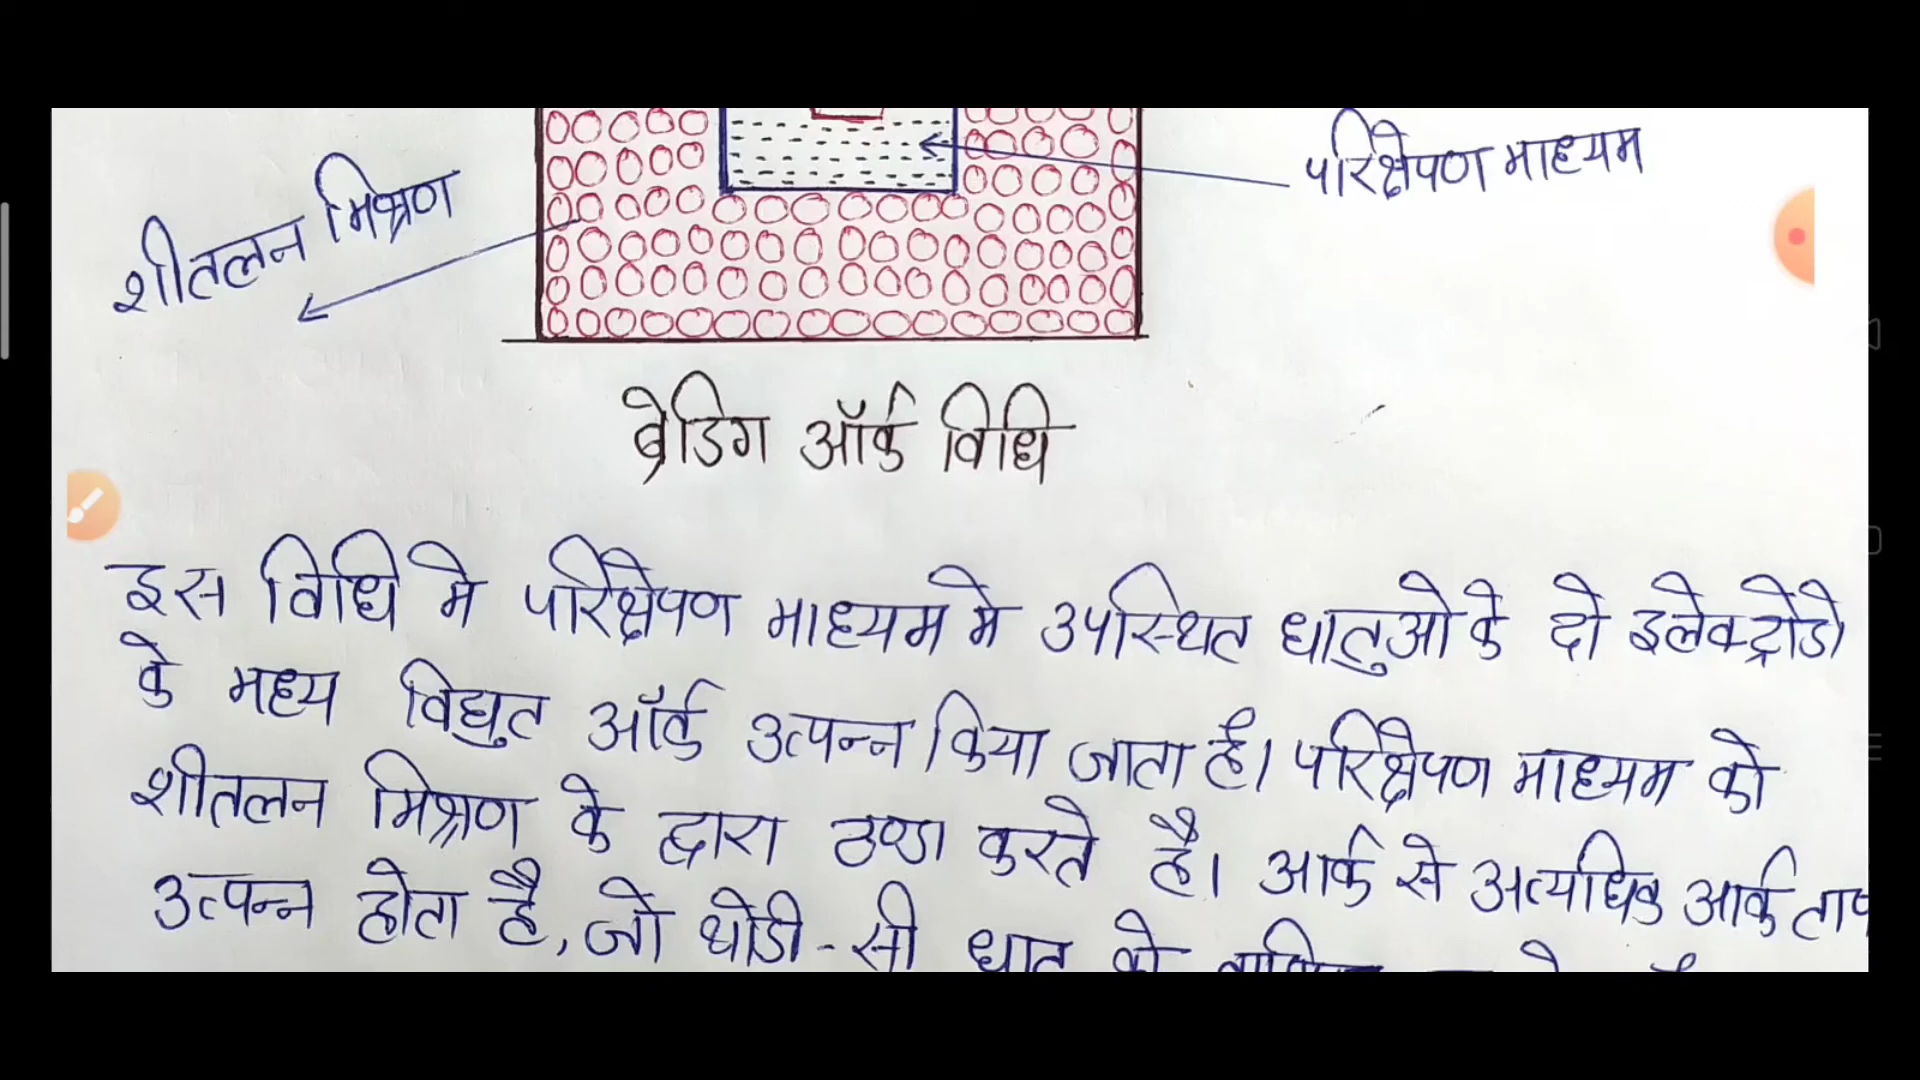 परिक्षेपण माध्यम
शीतलन मिश्रण
ब्रेडिग ऑर्क विधि
इस विधि मे परिक्षेपण माध्यम मे उपस्थित धातुओ के दो इलेक्ट्रोडो
के मध्य विद्युत ऑर्क उत्पन्न किया जाता है। परिक्षेपण माध्यम को
शीतलन मिश्रण के द्वारा ठण्डा करते है। आर्क से अत्यधिक आर्क ताप
उत्पन्न होता है, जो थोडी-सी धातु को